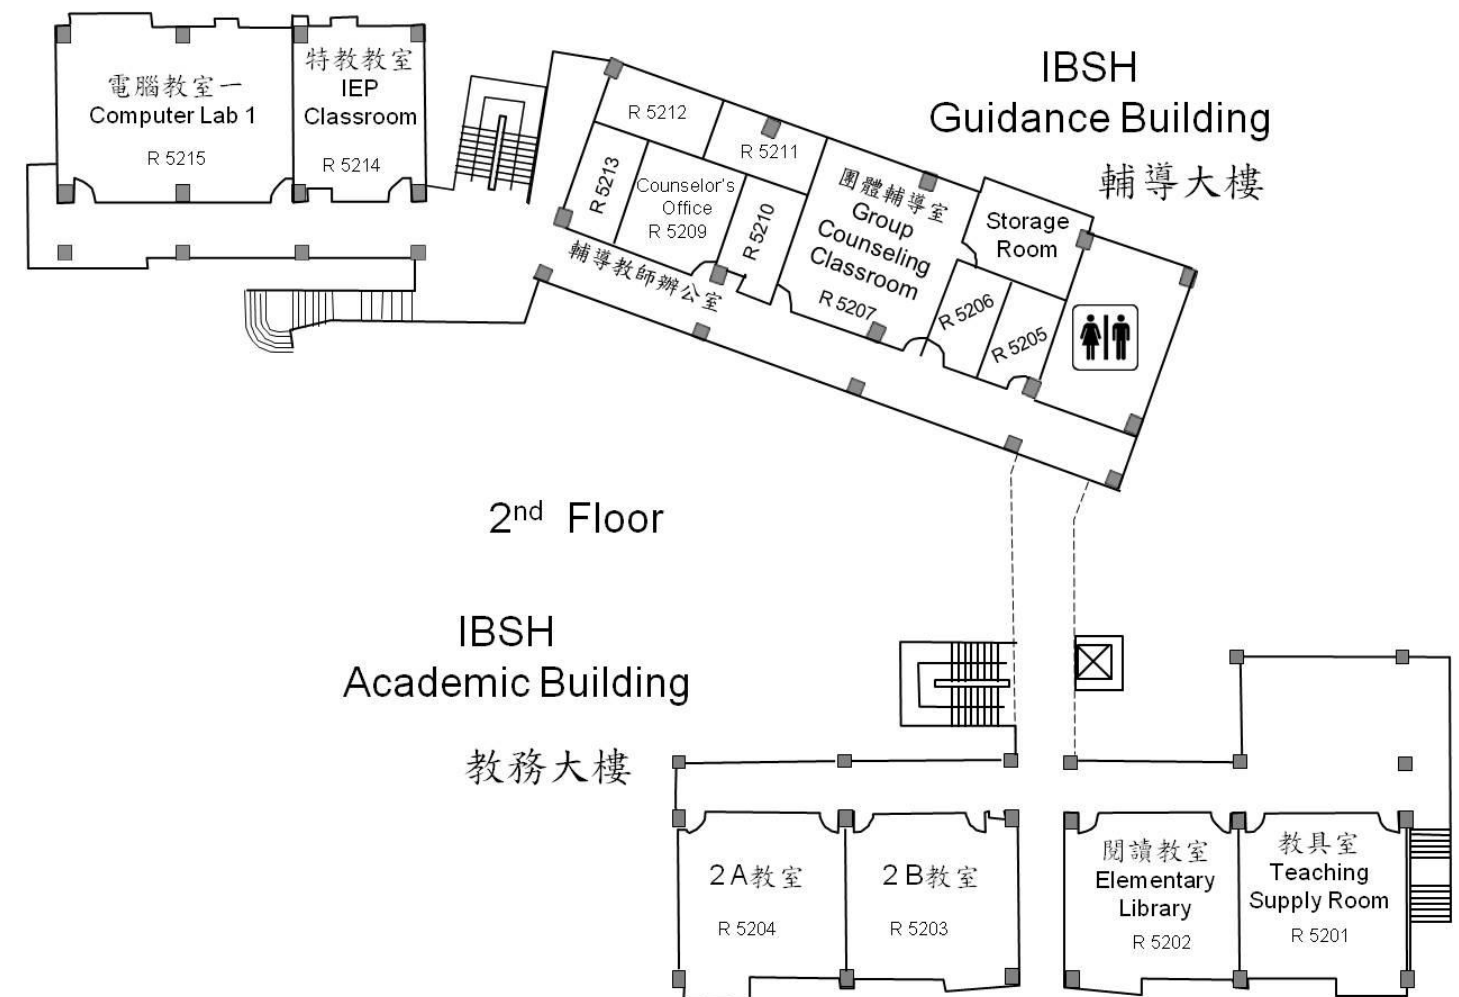 電腦教室一
Computer Lab 1
R 5215
特教教室
IEP
Classroom
R 5214
IBSH
Guidance Building
輔導大樓
R 5212
R 5211
R 5213
Counselor's
Office
R 5209
R 5210
輔導教師辦公室
團體輔導室
Group
Counseling
Classroom
R 5207
Storage
Room
R 5206
R 5205
2nd Floor
IBSH
Academic Building
教務大樓
2A教室
R 5204
2B教室
R 5203
閱讀教室
Elementary
Library
R 5202
教具室
Teaching
Supply Room
R 5201